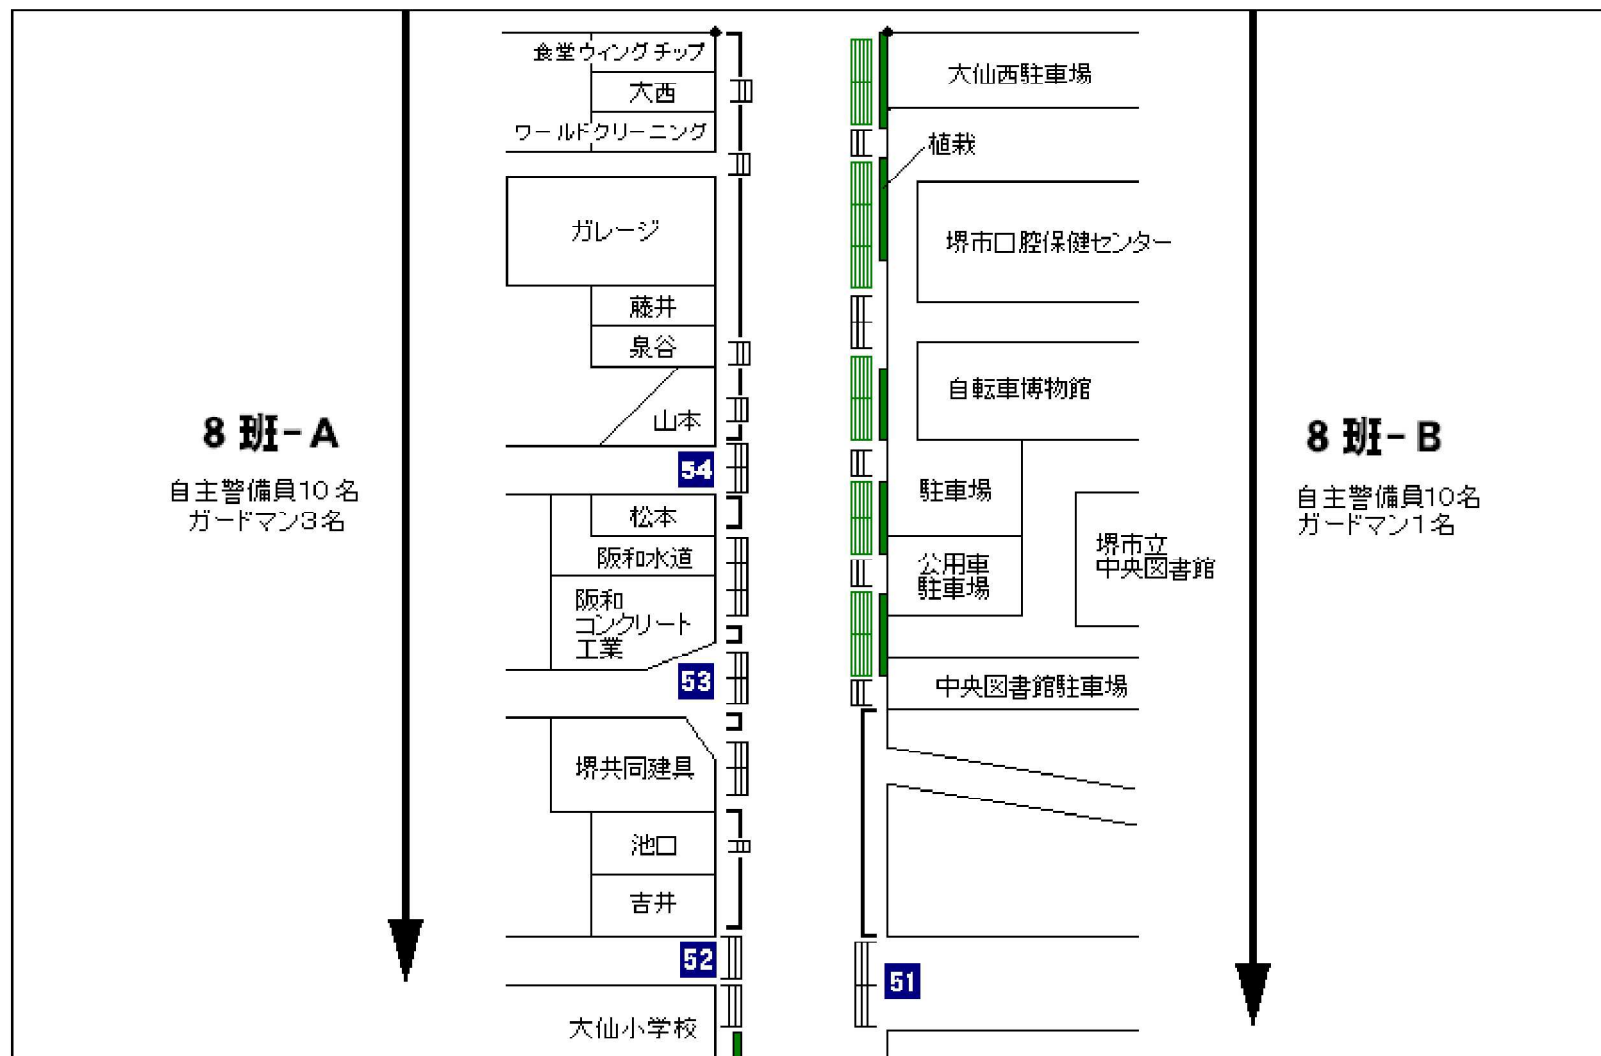 食堂ウィングチップ
大西
ワールドクリーニング
ガレージ
藤井
泉谷
山本
8班-A
自主警備員10名
ガードマン3名
54
松本
阪和水道
阪和
コンクリート
工業
53
堺共同建具
池口
吉井
52
大仙小学校
大仙西駐車場
植栽
堺市口腔保健センター
自転車博物館
駐車場
公用車
駐車場
堺市立
中央図書館
中央図書館駐車場
8班-B
自主警備員10名
ガードマン1名
51